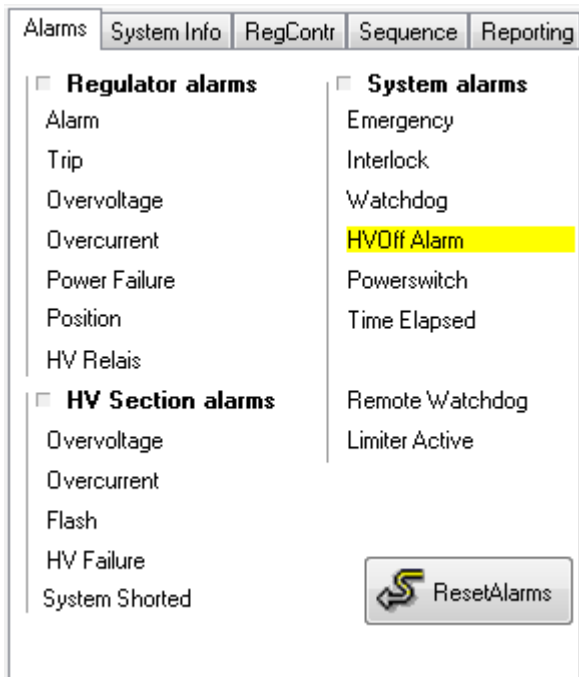 Alarms System Info RegContr Sequence Reporting
Regulator alarms
Alarm
Trip
Overvoltage
Overcurrent
Power Failure
Position
HV Relais
HV Section alarms
Overvoltage
Overcurrent
Flash
HV Failure
System Shorted
System alarms
Emergency
Interlock
Watchdog
HVOff Alarm
Powerswitch
Time Elapsed
Remote Watchdog
Limiter Active
ResetAlarms